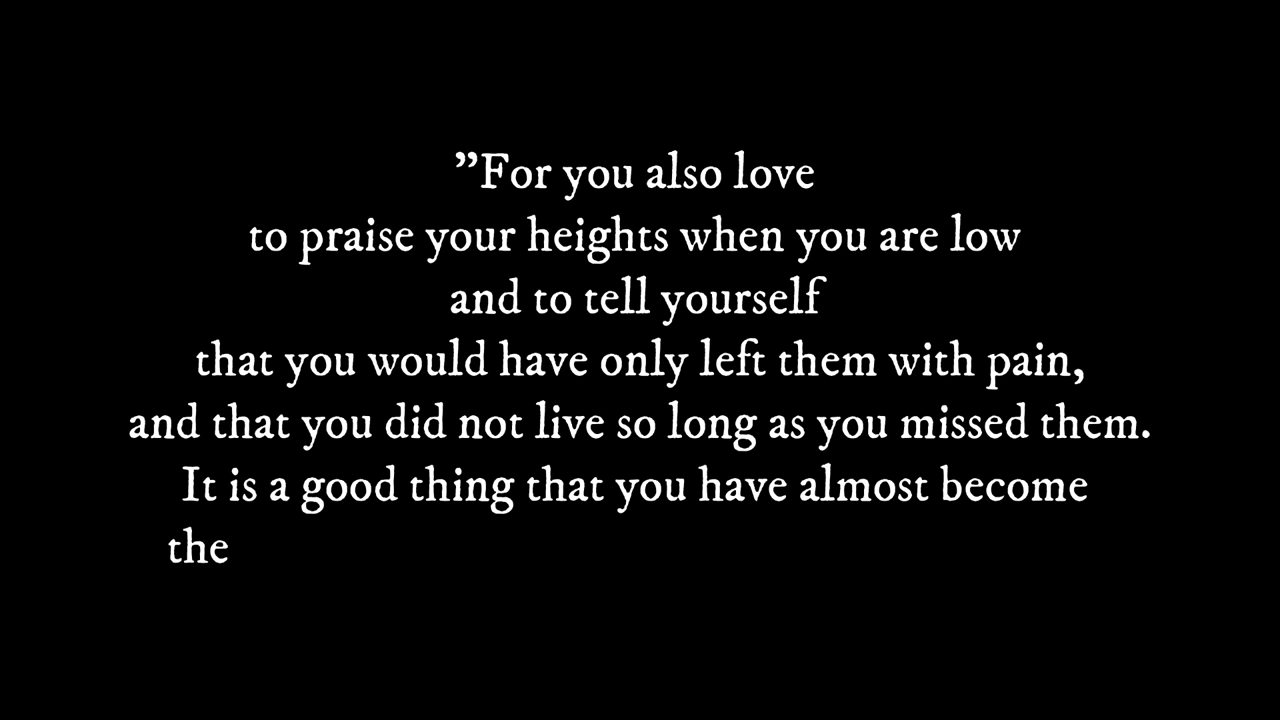 ”For you also love
to praise your heights when you are low
and to tell yourself
that you would have only left them with pain,
and that you did not live so long as you missed them.
It is a good thing that you have almost become
the